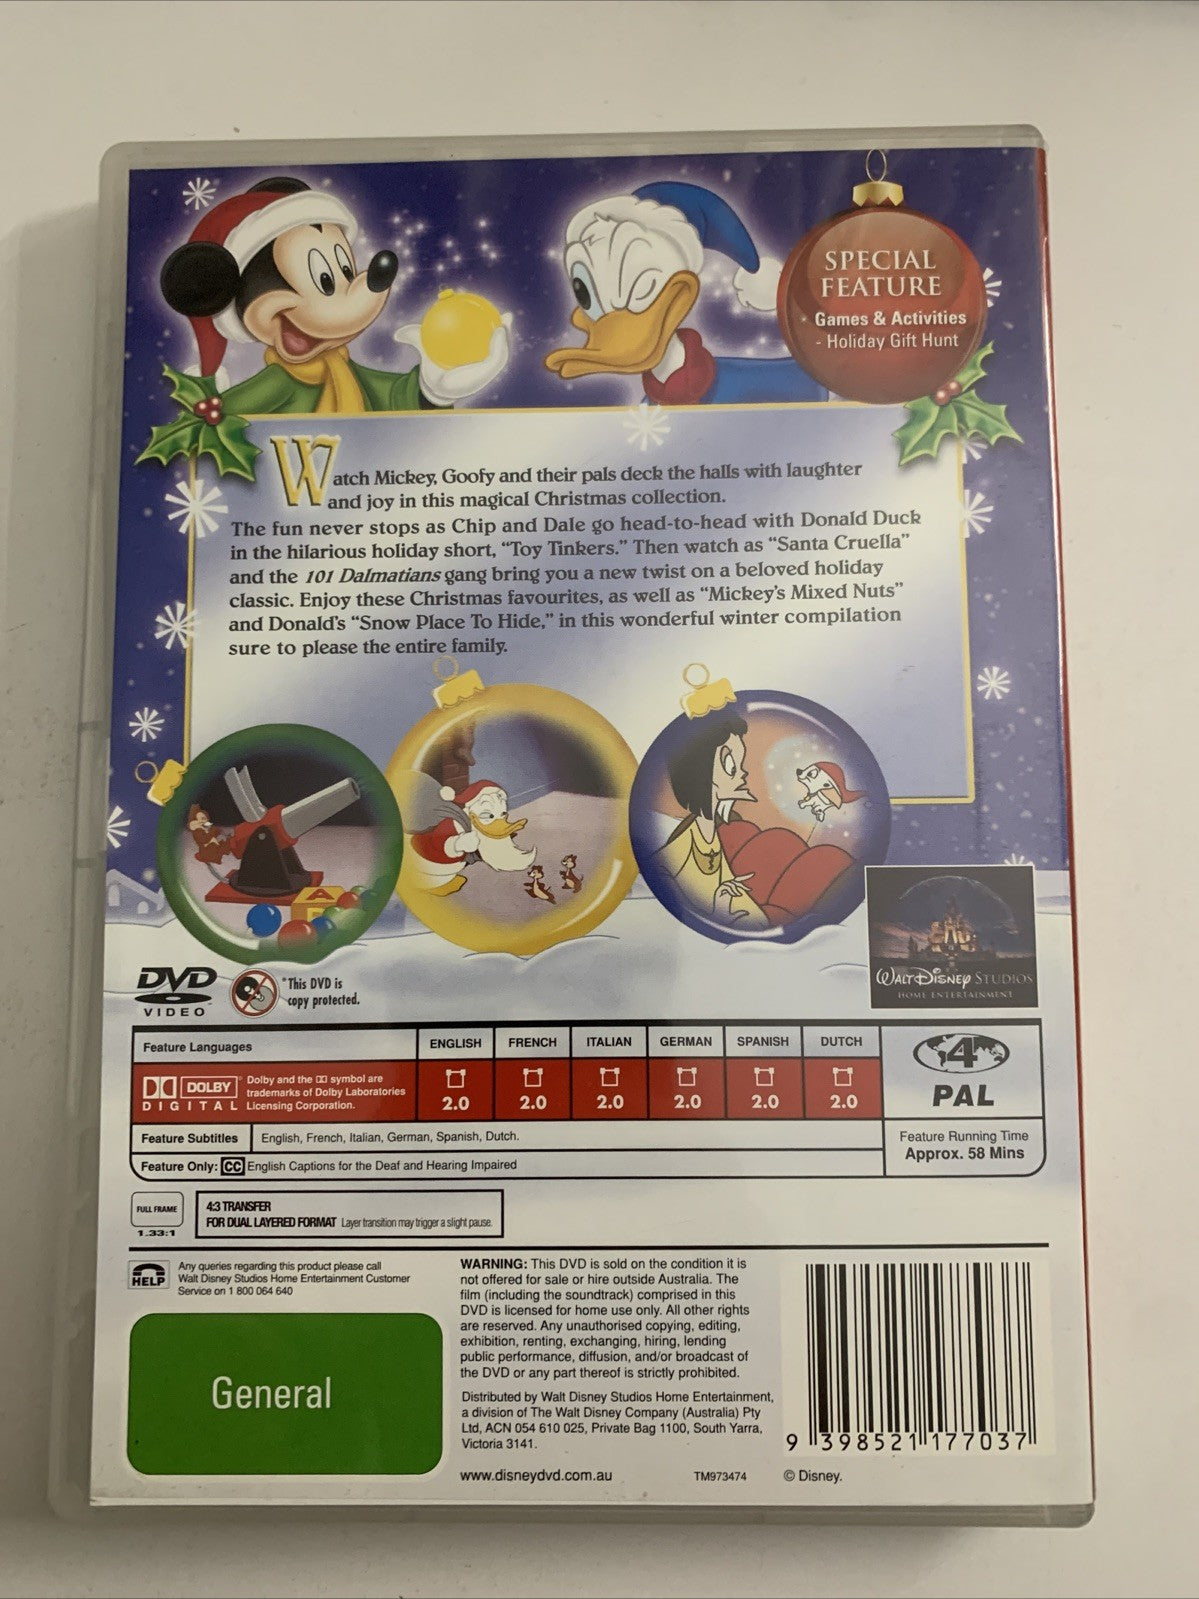 SPECIAL
FEATURE
- Games & Activities
- Holiday Gift Hunt
Watch Mickey, Goofy and their pals deck the halls with laughter
and joy in this magical Christmas collection.
The fun never stops as Chip and Dale go head-to-head with Donald Duck
in the hilarious holiday short, “Toy Tinkers.” Then watch as “Santa Cruella”
and the 101 Dalmatians gang bring you a new twist on a beloved holiday
classic. Enjoy these Christmas favourites, as well as “Mickey's Mixed Nuts”
and Donald's “Snow Place To Hide,” in this wonderful winter compilation
sure to please the entire family.
A
WALT DISNEY STUDIOS
HOME ENTERTAINMENT
DVD
VIDEO
*This DVD is
copy protected.
Feature Languages
ENGLISH FRENCH ITALIAN GERMAN SPANISH DUTCH
DOLBY
DIGITAL
Dolby and the DD symbol are
trademarks of Dolby Laboratories
Licensing Corporation.
2.0 2.0 2.0 2.0 2.0 2.0
4
PAL
Feature Subtitles English, French, Italian, German, Spanish, Dutch.
Feature Only: CC English Captions for the Deaf and Hearing Impaired
Feature Running Time
Approx. 58 Mins
FULL FRAME
1.33:1
4:3 TRANSFER
FOR DUAL LAYERED FORMAT Layer transition may trigger a slight pause.
HELP
Any queries regarding this product please call
Walt Disney Studios Home Entertainment Customer
Service on 1 800 064 640
General
WARNING: This DVD is sold on the condition it is
not offered for sale or hire outside Australia. The
film (including the soundtrack) comprised in this
DVD is licensed for home use only. All other rights
are reserved. Any unauthorised copying, editing,
exhibition, renting, exchanging, hiring, lending
public performance, diffusion, and/or broadcast of
the DVD or any part thereof is strictly prohibited.
Distributed by Walt Disney Studios Home Entertainment,
a division of The Walt Disney Company (Australia) Pty
Ltd, ACN 054 610 025, Private Bag 1100, South Yarra,
Victoria 3141.
www.disneydvd.com.au
TM973474
© Disney.
9 398521 177037